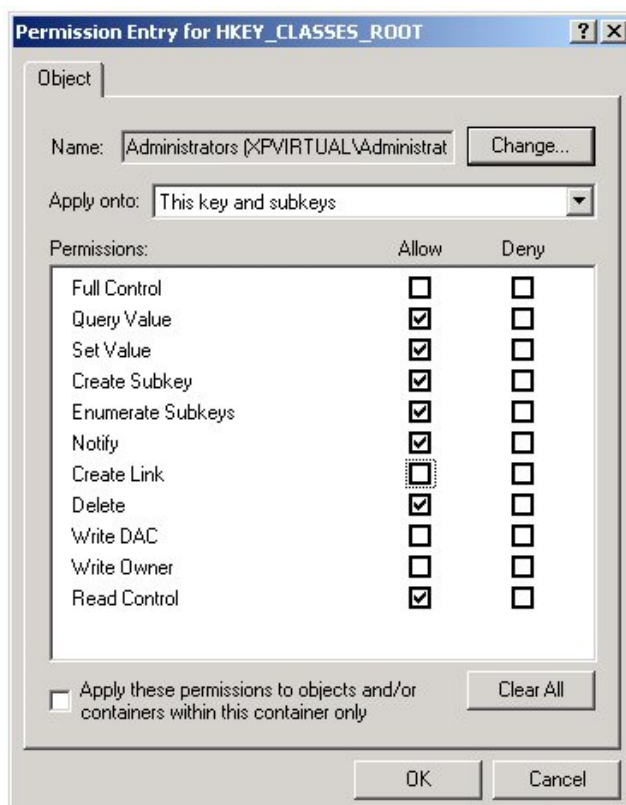 Permission Entry for HKEY_CLASSES_ROOT
Object
Name: Administrators (XPVIRTUAL\Administrat Change...
Apply onto: This key and subkeys
Permissions: Allow Deny
Full Control
Query Value
Set Value
Create Subkey
Enumerate Subkeys
Notify
Create Link
Delete
Write DAC
Write Owner
Read Control
Apply these permissions to objects and/or
containers within this container only
Clear All
OK Cancel